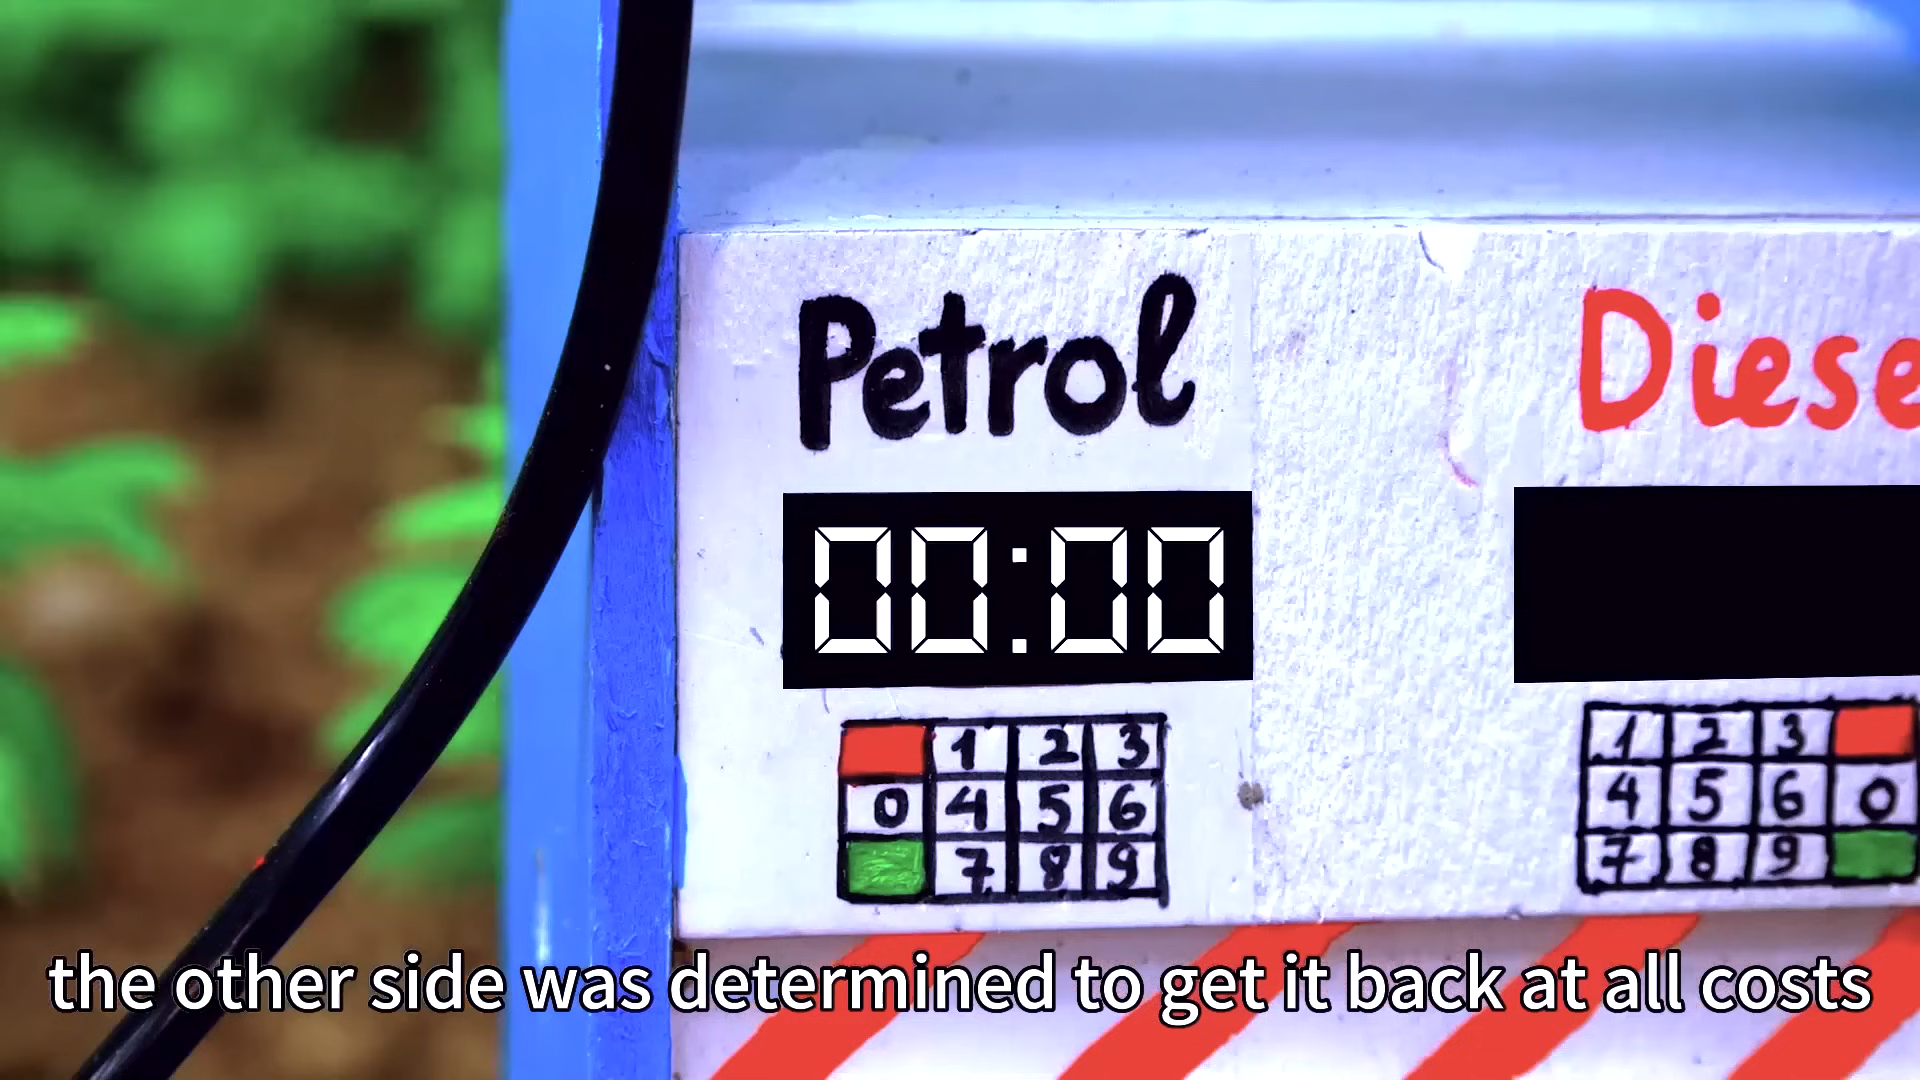 Petrol
Diese
00:00
1 2 3
0 4 5 6
7 8 9
1 2 3
4 5 6 0
7 8 9
the other side was determined to get it back at all costs